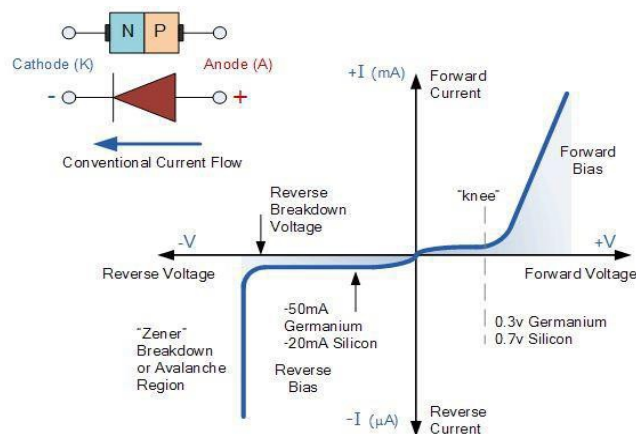 N P
Cathode (K)
Anode (A)
- +
Conventional Current Flow
+I (mA)
Forward
Current
Forward
Bias
"knee"
Reverse
Breakdown
Voltage
-V
+V
Reverse Voltage
Forward Voltage
-50mA
Germanium
-20mA Silicon
0.3v Germanium
0.7v Silicon
"Zener"
Breakdown
or Avalanche
Region
Reverse
Bias
-I (µA)
Reverse
Current